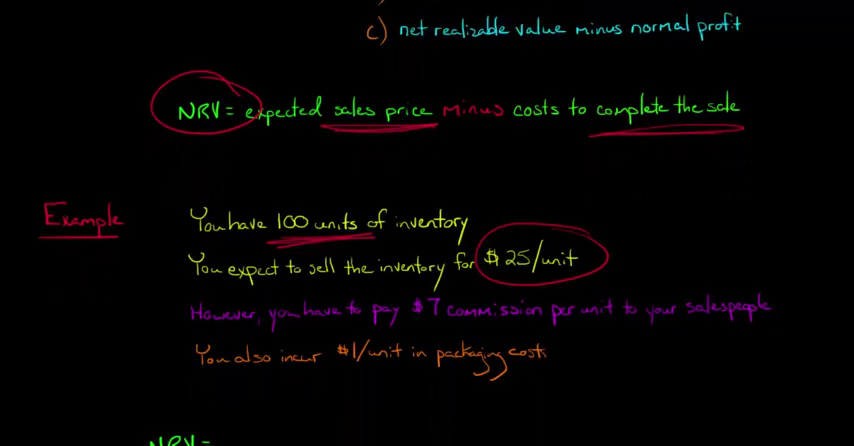 c) net realizable value minus normal profit
NRV = expected sales price minus costs to complete the sale
Example
You have 100 units of inventory
You expect to sell the inventory for $25/unit
However, you have to pay $7 commission per unit to your salespeople
You also incur $1/unit in packaging costs
NRV =